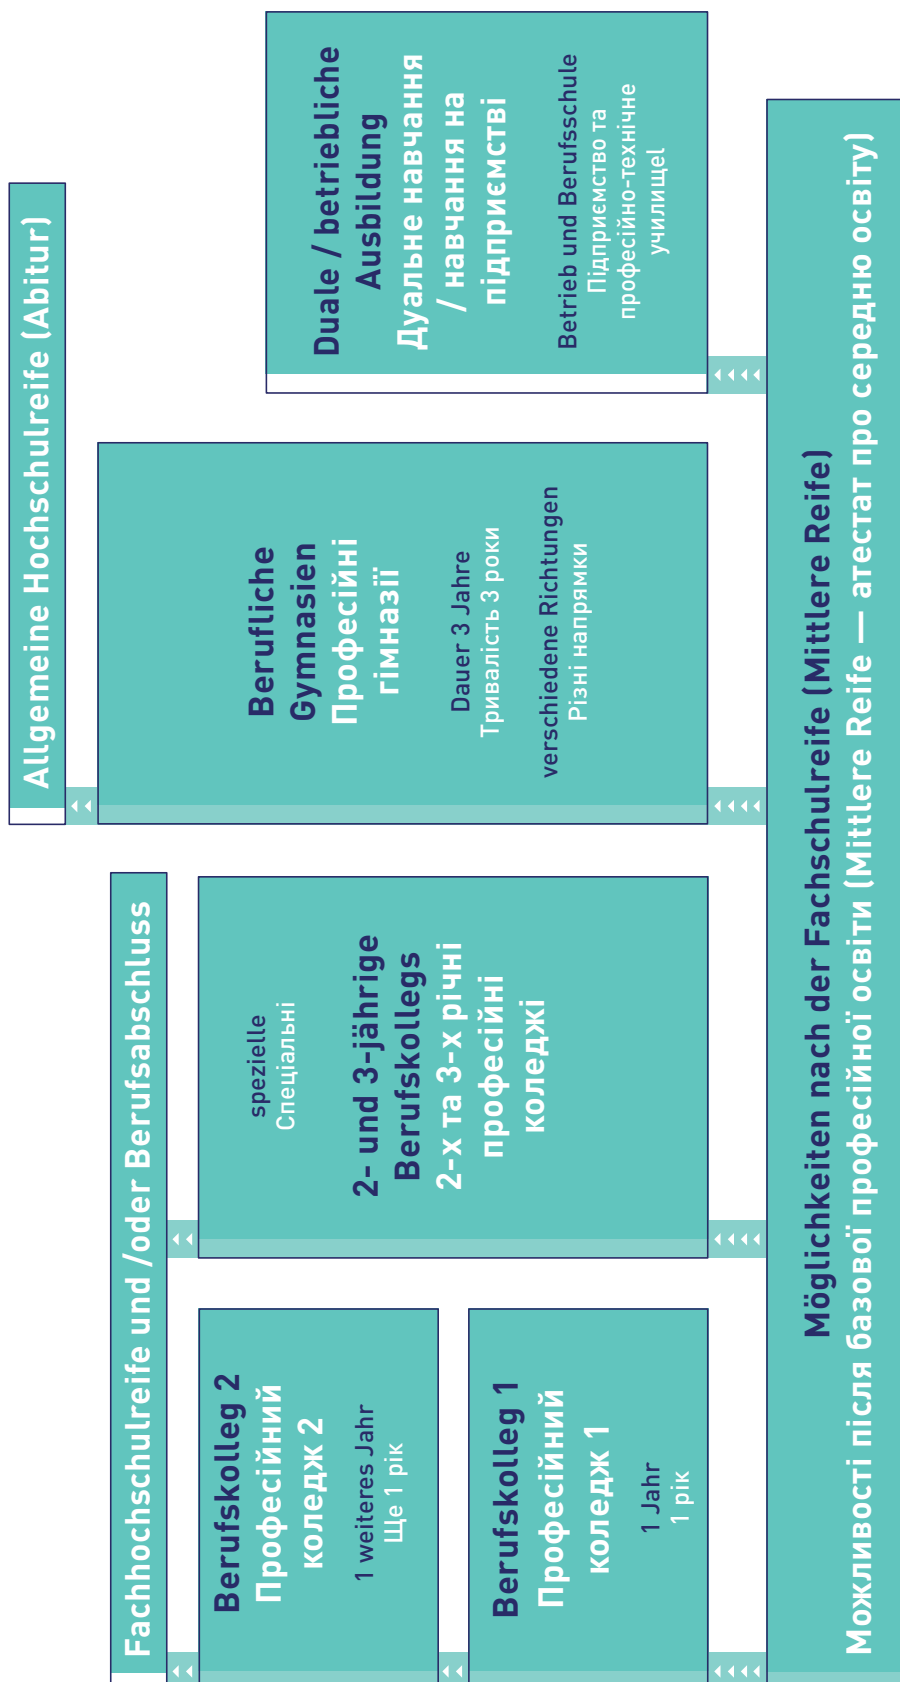 Allgemeine Hochschulreife (Abitur)
Fachhochschulreife und /oder Berufsabschluss
Berufskolleg 2
Професійний
коледж 2
1 weiteres Jahr
Ще 1 рік
Berufskolleg 1
Професійний
коледж 1
1 Jahr
1 рік
spezielle
Спеціальні
2- und 3-jährige
Berufskollegs
2-х та 3-х річні
професійні
коледжі
Berufliche
Gymnasien
Професійні
гімназії
Dauer 3 Jahre
Тривалість 3 роки
verschiedene Richtungen
Різні напрямки
Duale / betriebliche
Ausbildung
Дуальне навчання
/ навчання на
підприємстві
Betrieb und Berufsschule
Підприємство та
професійно-технічне
училище!
Möglichkeiten nach der Fachschulreife (Mittlere Reife)
Можливості після базової професійної освіти (Mittlere Reife — атестат про середню освіту)